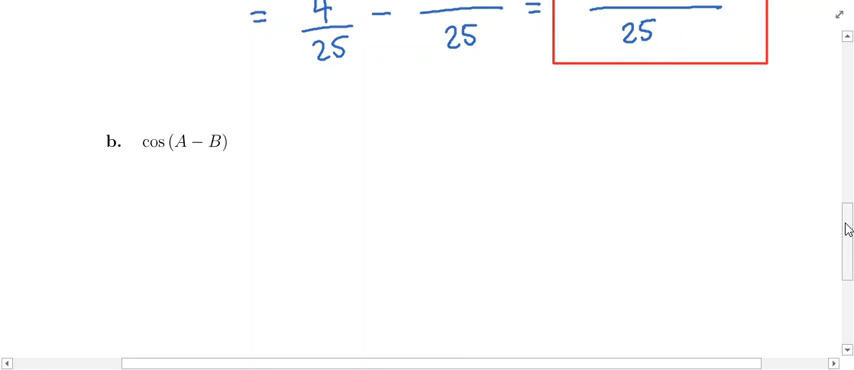 = 4/25 − /25 = /25
b. cos (A − B)